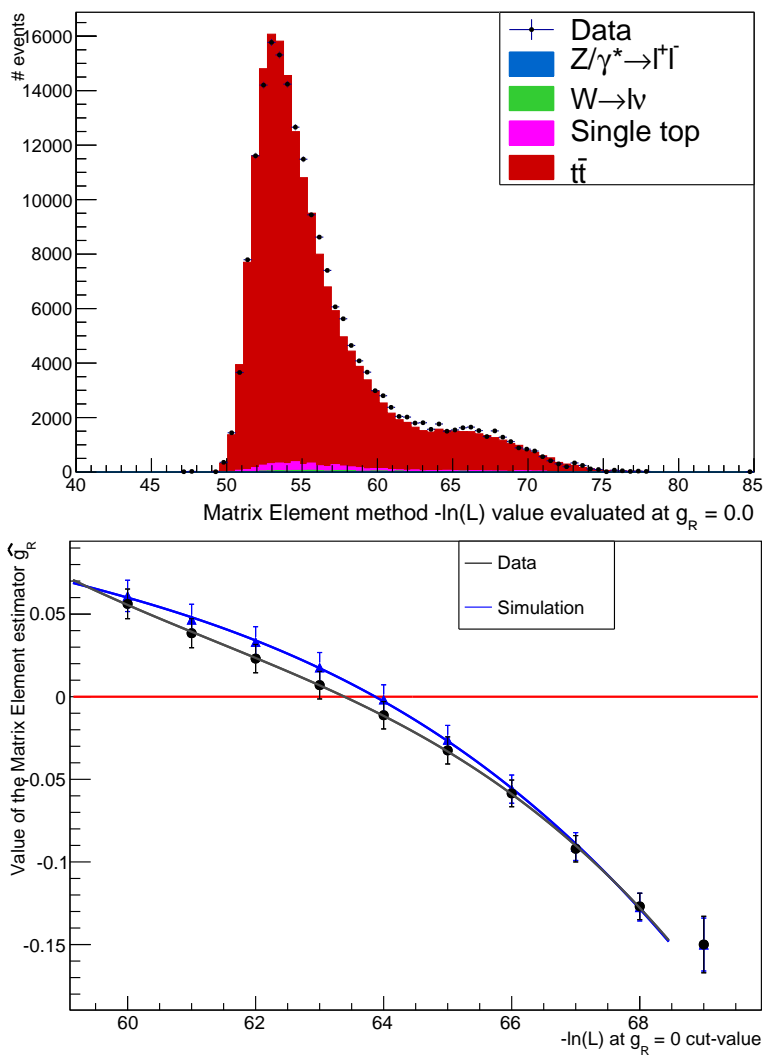 # events
16000
14000
12000
10000
8000
6000
4000
2000
0
40 45 50 55 60 65 70 75 80 85
Matrix Element method -ln(L) value evaluated at g_R = 0.0
Data
Z/γ*→l⁺l⁻
W→lν
Single top
tt̄
Value of the Matrix Element estimator ĝ_R
0.05
0
-0.05
-0.1
-0.15
60 62 64 66 68
-ln(L) at g_R = 0 cut-value
Data
Simulation